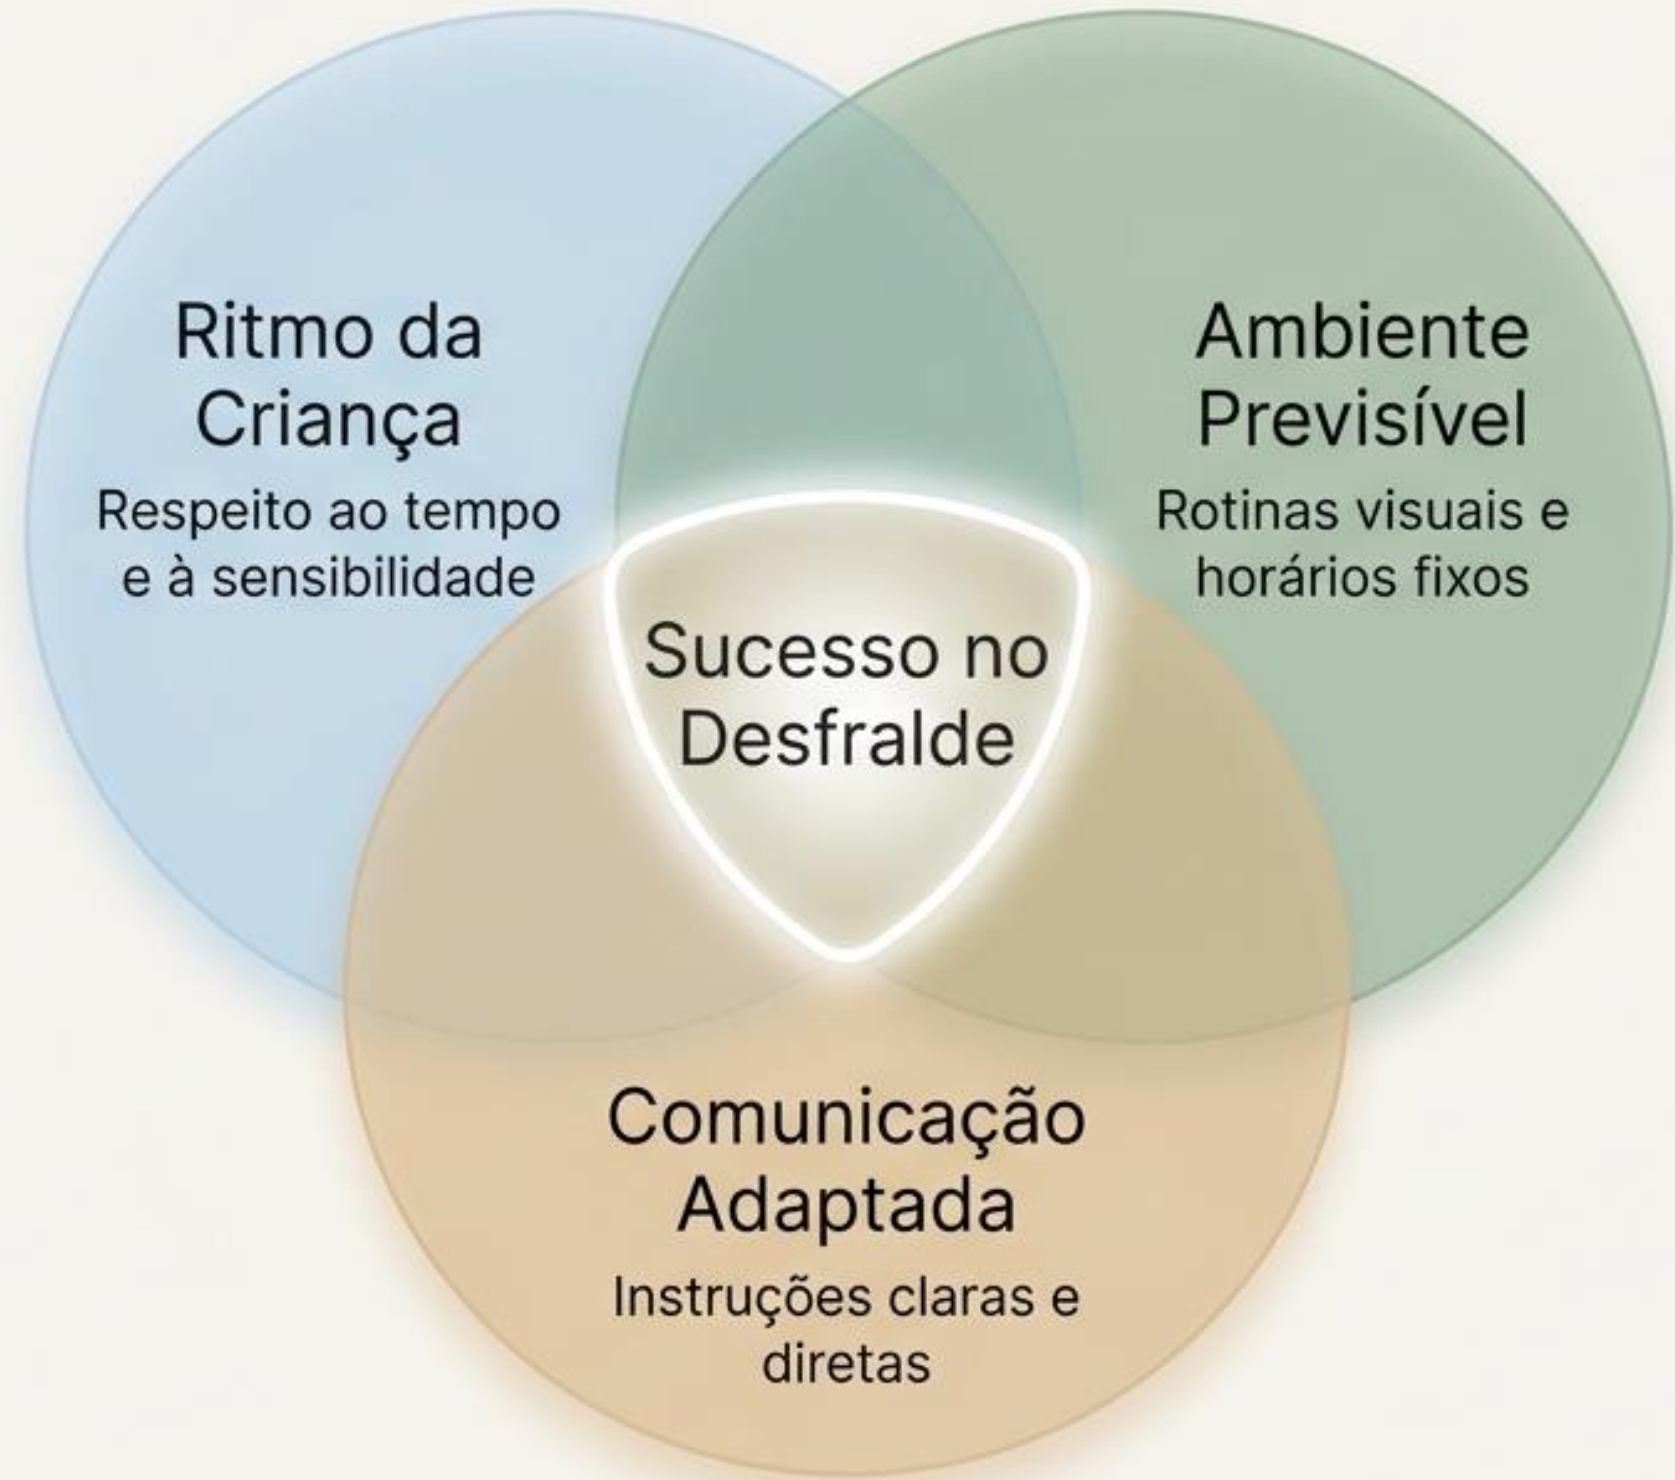 Ritmo da
Criança
Respeito ao tempo
e à sensibilidade
Ambiente
Previsível
Rotinas visuais e
horários fixos
Sucesso no
Desfralde
Comunicação
Adaptada
Instruções claras e
diretas